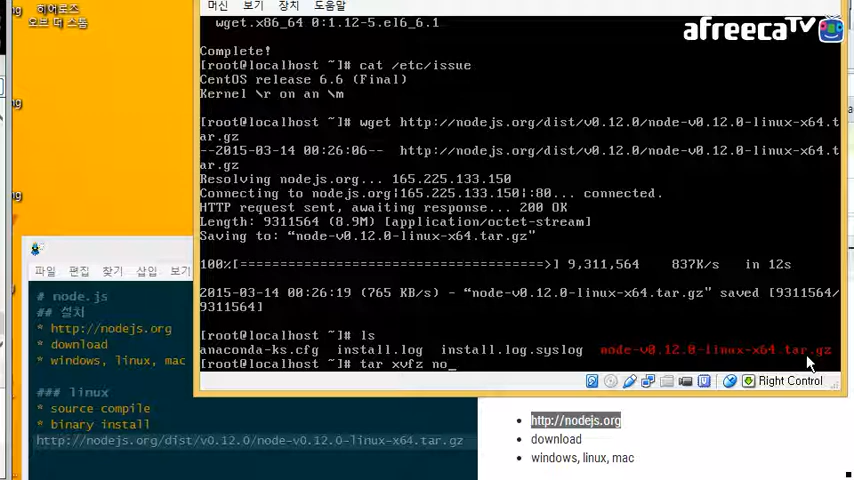 히어로즈
오브 더 스톰
머신 보기 장치 도움말
afreecaTV
wget.x86_64 0:1.12-5.el6_6.1
Complete!
[root@localhost ~]# cat /etc/issue
CentOS release 6.6 (Final)
Kernel \r on an \m
[root@localhost ~]# wget http://nodejs.org/dist/v0.12.0/node-v0.12.0-linux-x64.t
ar.gz
--2015-03-14 00:26:06--  http://nodejs.org/dist/v0.12.0/node-v0.12.0-linux-x64.t
ar.gz
Resolving nodejs.org... 165.225.133.150
Connecting to nodejs.org|165.225.133.150|:80... connected.
HTTP request sent, awaiting response... 200 OK
Length: 9311564 (8.9M) [application/octet-stream]
Saving to: “node-v0.12.0-linux-x64.tar.gz”
100%[======================================>] 9,311,564    837K/s   in 12s
2015-03-14 00:26:19 (765 KB/s) - “node-v0.12.0-linux-x64.tar.gz” saved [9311564/
9311564]
[root@localhost ~]# ls
anaconda-ks.cfg  install.log  install.log.syslog  node-v0.12.0-linux-x64.tar.gz
[root@localhost ~]# tar xvfz no_
Right Control
파일 편집 찾기 삽입 보기
# node.js
## 설치
* http://nodejs.org
* download
* windows, linux, mac
### linux
* source compile
* binary install
http://nodejs.org/dist/v0.12.0/node-v0.12.0-linux-x64.tar.gz
• http://nodejs.org
• download
• windows, linux, mac